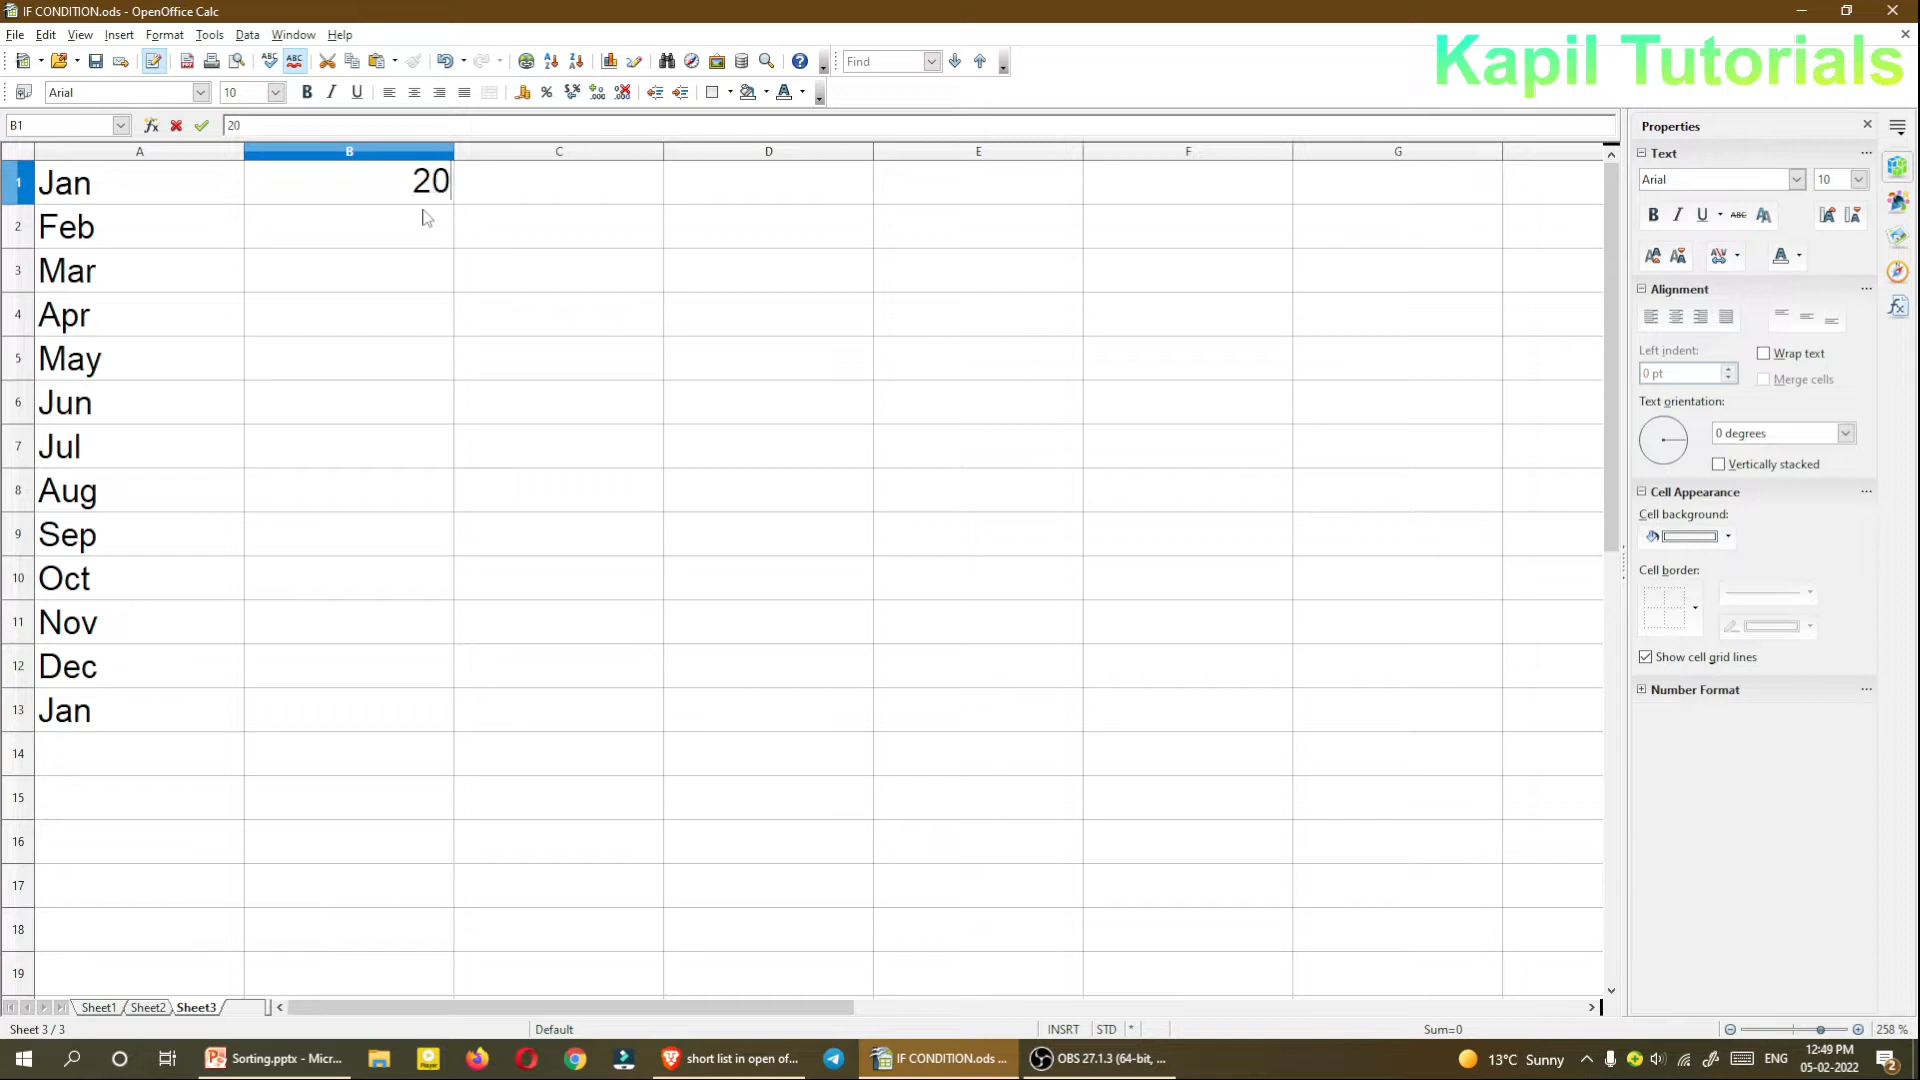 IF CONDITION.ods - OpenOffice Calc
File Edit View Insert Format Tools Data Window Help
Kapil Tutorials
Find
Arial 10
B1 20
Properties
A B C D E F G
Text
1 Jan 20
Arial 10
2 Feb
3 Mar
Alignment
4 Apr
Left indent: Wrap text
5 May
0 pt Merge cells
Text orientation:
6 Jun
0 degrees
7 Jul
Vertically stacked
8 Aug
Cell Appearance
Cell background:
9 Sep
10 Oct
Cell border:
11 Nov
12 Dec
Show cell grid lines
13 Jan
Number Format
14
15
16
17
18
19
Sheet1 Sheet2 Sheet3
Sheet 3 / 3 Default INSRT STD * Sum=0 258 %
Sorting.pptx - Micr... short list in open of... IF CONDITION.ods ... OBS 27.1.3 (64-bit, ... 13°C Sunny ENG 12:49 PM
05-02-2022 2